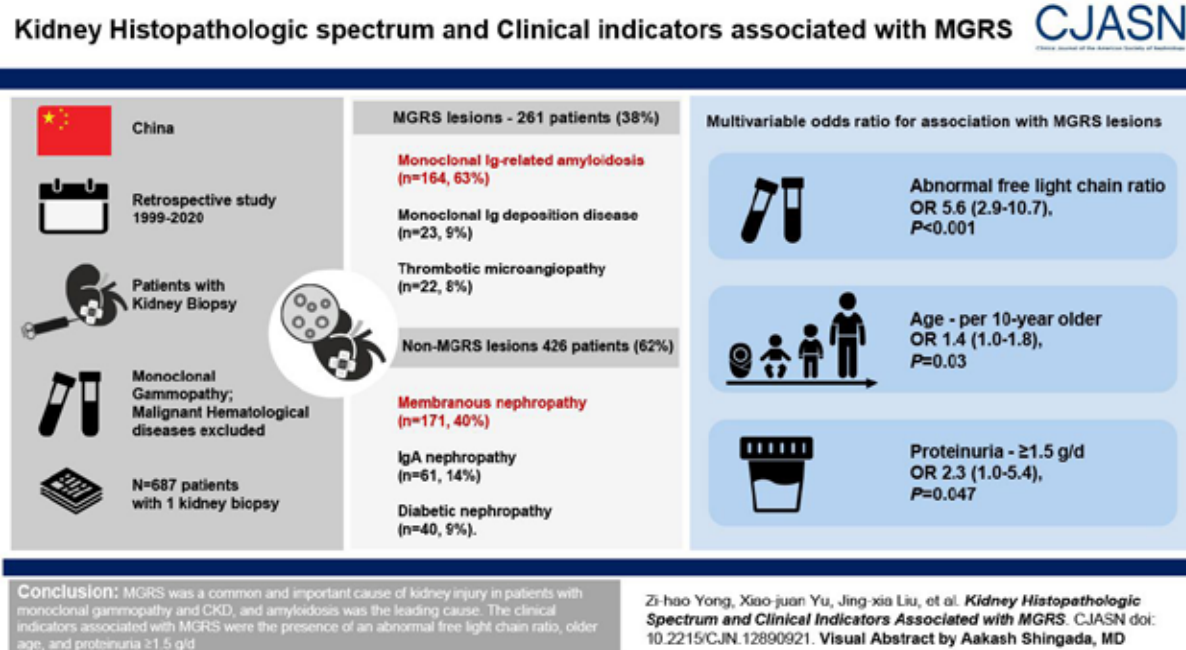 Kidney Histopathologic spectrum and Clinical indicators associated with MGRS
CJASN
Clinical Journal of the American Society of Nephrology
China
Retrospective study
1999-2020
Patients with
Kidney Biopsy
Monoclonal
Gammopathy;
Malignant Hematological
diseases excluded
N=687 patients
with 1 kidney biopsy
MGRS lesions - 261 patients (38%)
Monoclonal Ig-related amyloidosis
(n=164, 63%)
Monoclonal Ig deposition disease
(n=23, 9%)
Thrombotic microangiopathy
(n=22, 8%)
Non-MGRS lesions 426 patients (62%)
Membranous nephropathy
(n=171, 40%)
IgA nephropathy
(n=61, 14%)
Diabetic nephropathy
(n=40, 9%).
Multivariable odds ratio for association with MGRS lesions
Abnormal free light chain ratio
OR 5.6 (2.9-10.7),
P<0.001
Age - per 10-year older
OR 1.4 (1.0-1.8),
P=0.03
Proteinuria - ≥1.5 g/d
OR 2.3 (1.0-5.4),
P=0.047
Conclusion: MGRS was a common and important cause of kidney injury in patients with
monoclonal gammopathy and CKD, and amyloidosis was the leading cause. The clinical
indicators associated with MGRS were the presence of an abnormal free light chain ratio, older
age, and proteinuria ≥1.5 g/d
Zi-hao Yong, Xiao-juan Yu, Jing-xia Liu, et al. Kidney Histopathologic
Spectrum and Clinical Indicators Associated with MGRS. CJASN doi:
10.2215/CJN.12890921. Visual Abstract by Aakash Shingada, MD